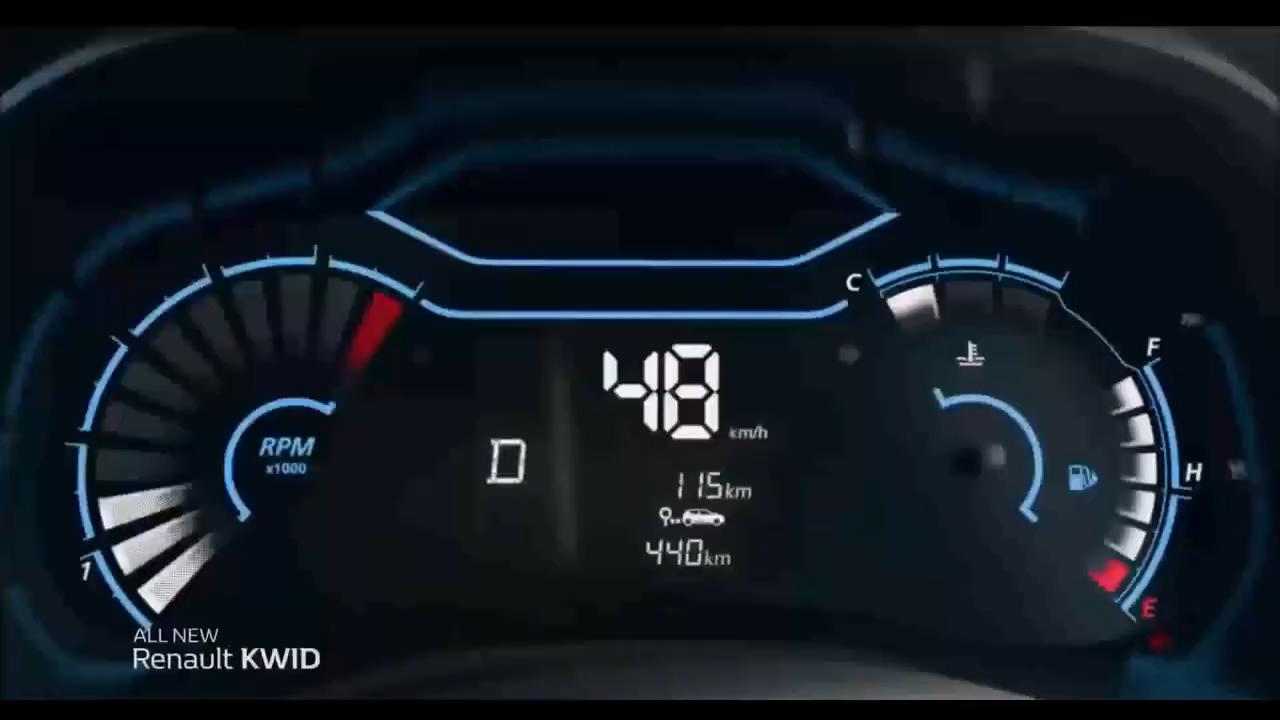 C
F
48 km/h
RPM
x1000
D
H
115km
440km
1
E
ALL NEW
Renault KWID